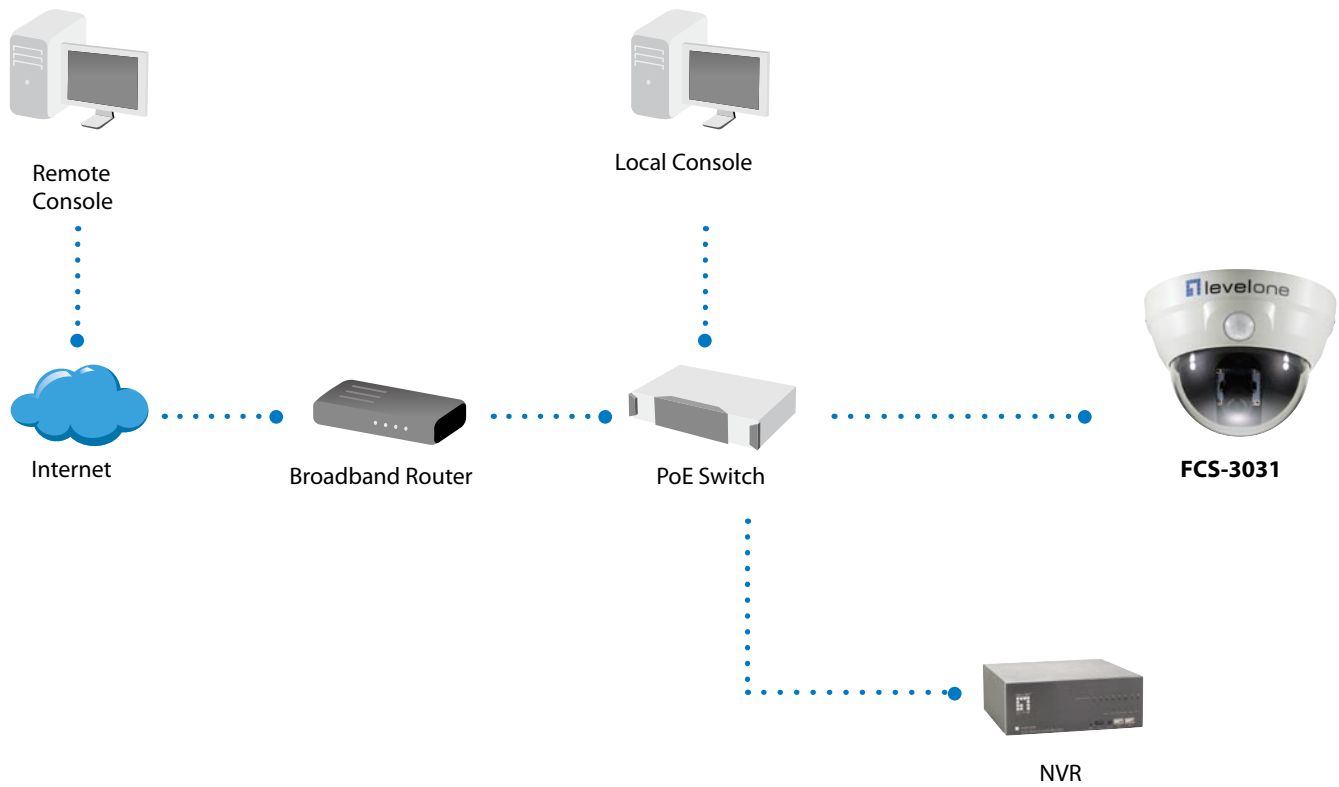 Remote
Console
Local Console
levelone
Internet
Broadband Router
PoE Switch
FCS-3031
NVR